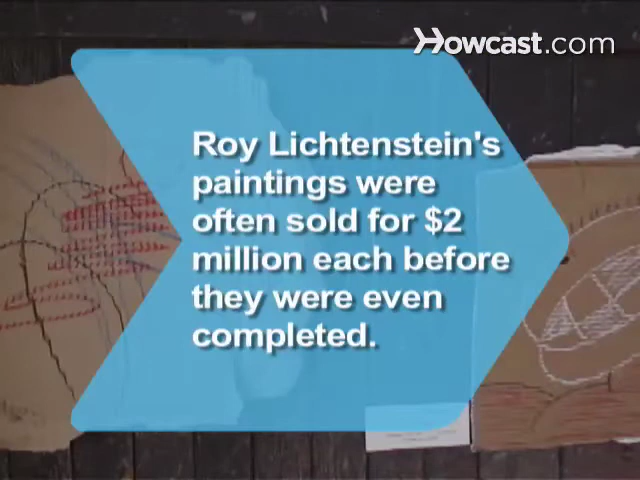 Howcast.com
Roy Lichtenstein's
paintings were
often sold for $2
million each before
they were even
completed.